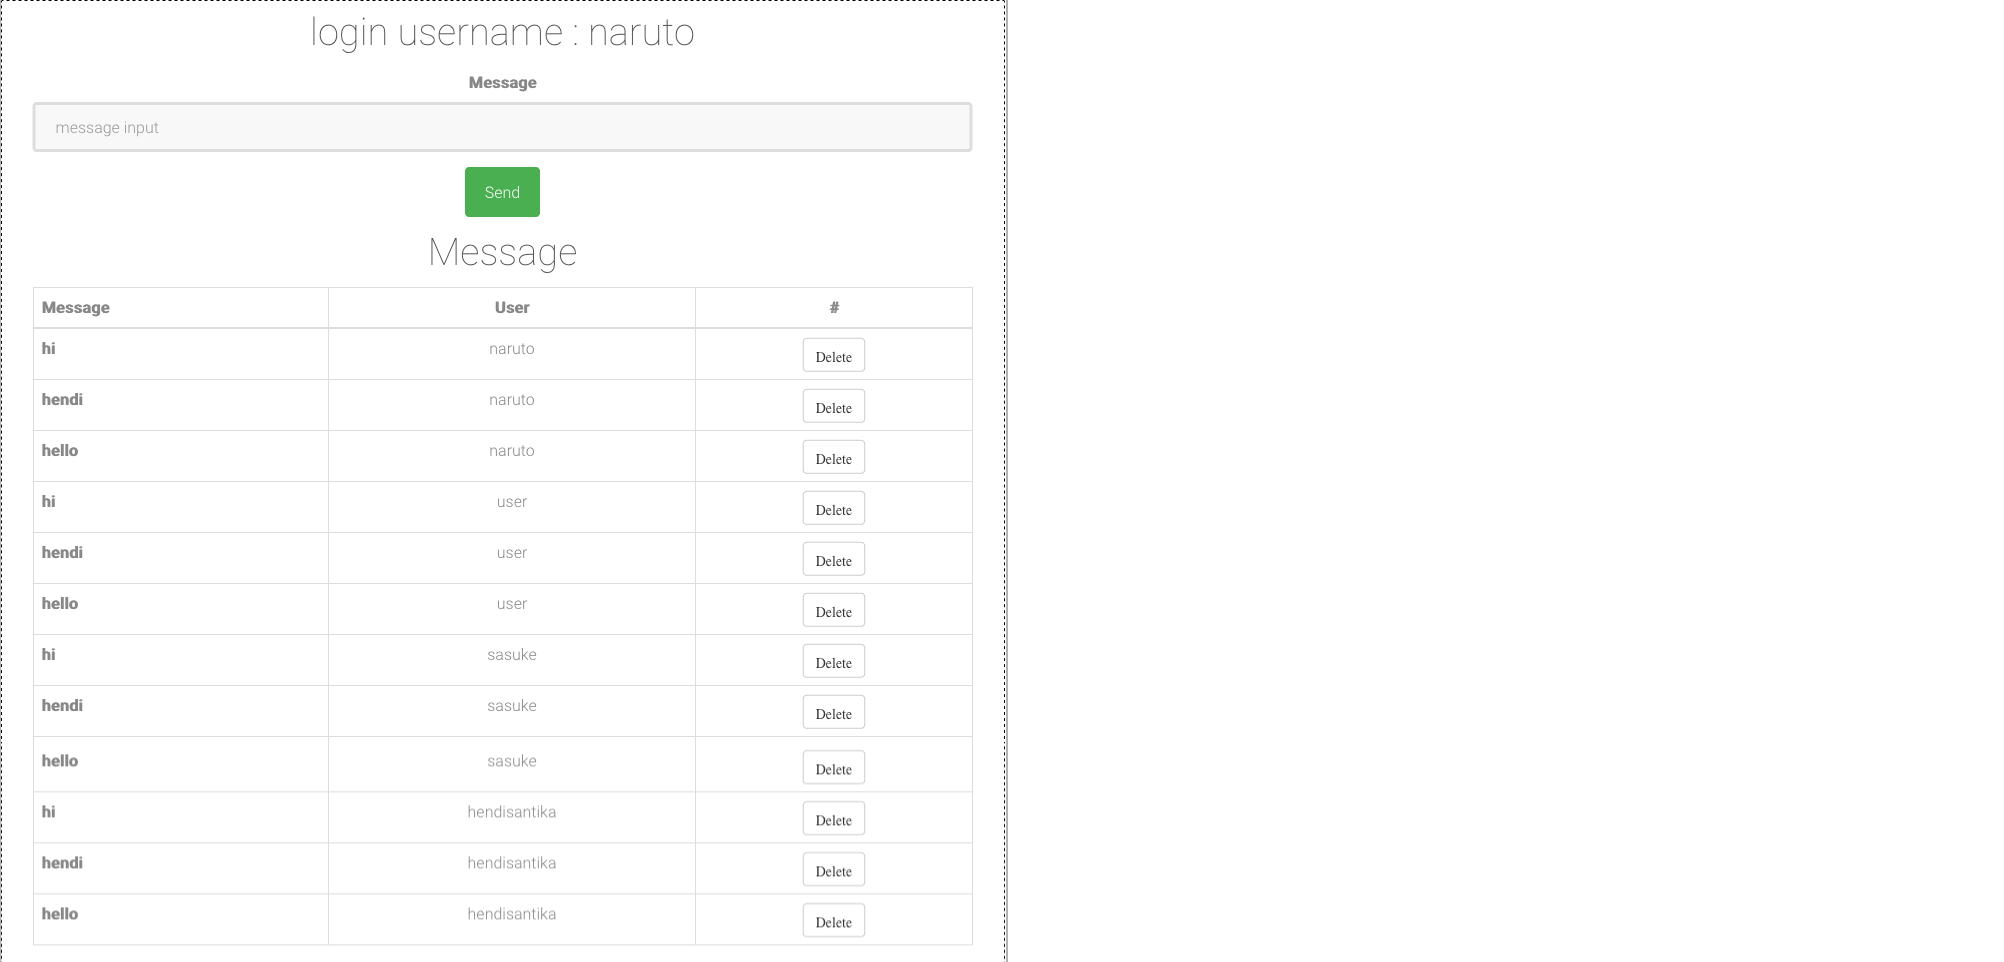 login username : naruto
Message
message input
Send
Message
Message User #
hi naruto Delete
hendi naruto Delete
hello naruto Delete
hi user Delete
hendi user Delete
hello user Delete
hi sasuke Delete
hendi sasuke Delete
hello sasuke Delete
hi hendisantika Delete
hendi hendisantika Delete
hello hendisantika Delete